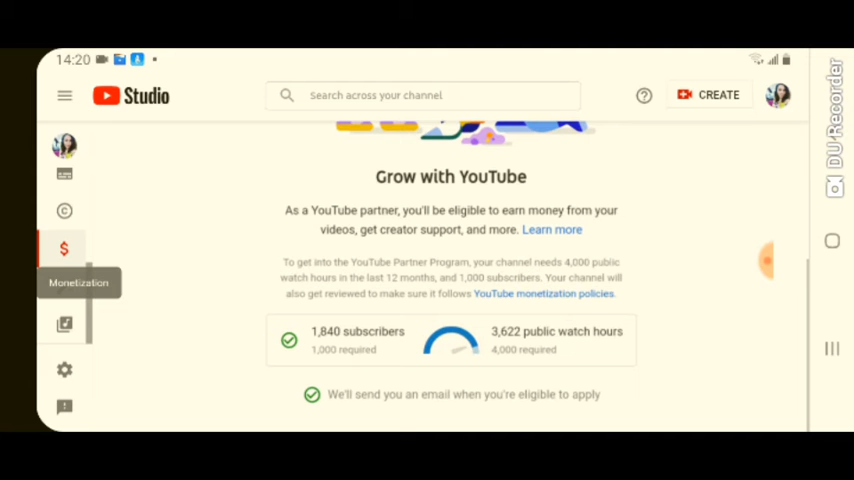 14:20
Studio
Search across your channel
CREATE
Grow with YouTube
As a YouTube partner, you'll be eligible to earn money from your
videos, get creator support, and more. Learn more
To get into the YouTube Partner Program, your channel needs 4,000 public
watch hours in the last 12 months, and 1,000 subscribers. Your channel will
also get reviewed to make sure it follows YouTube monetization policies.
$
Monetization
1,840 subscribers
1,000 required
3,622 public watch hours
4,000 required
We'll send you an email when you're eligible to apply
DU Recorder